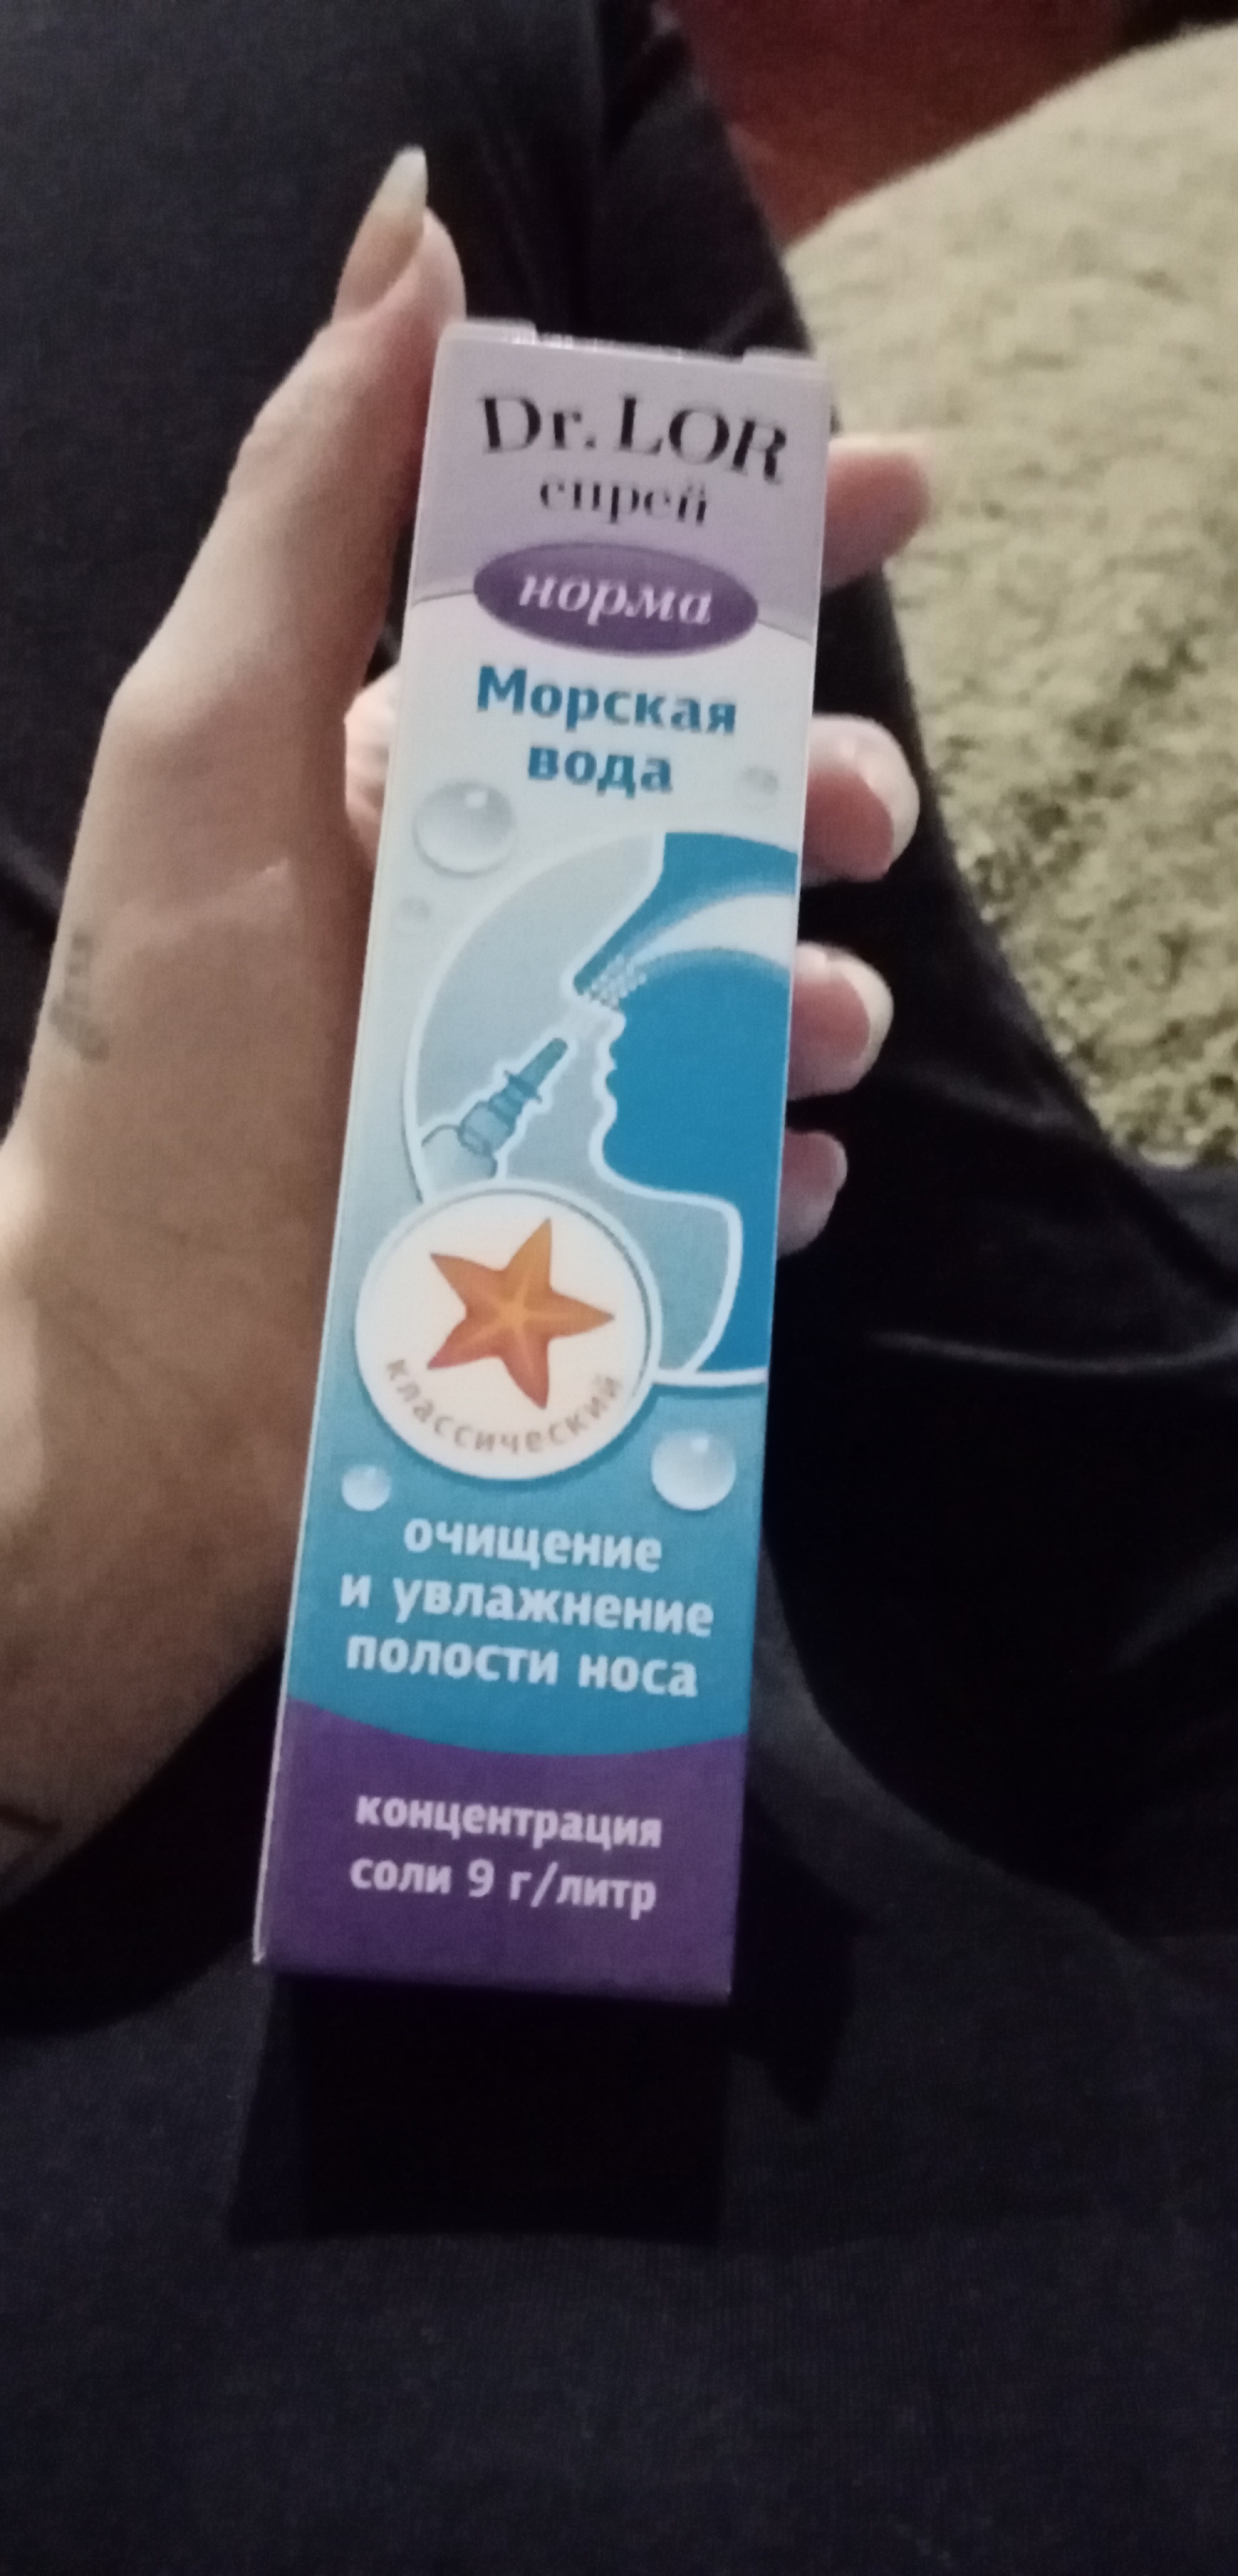 Dr. LOR
спрей
норма
Морская
вода
классический
очищение
и увлажнение
полости носа
концентрация
соли 9 г/литр